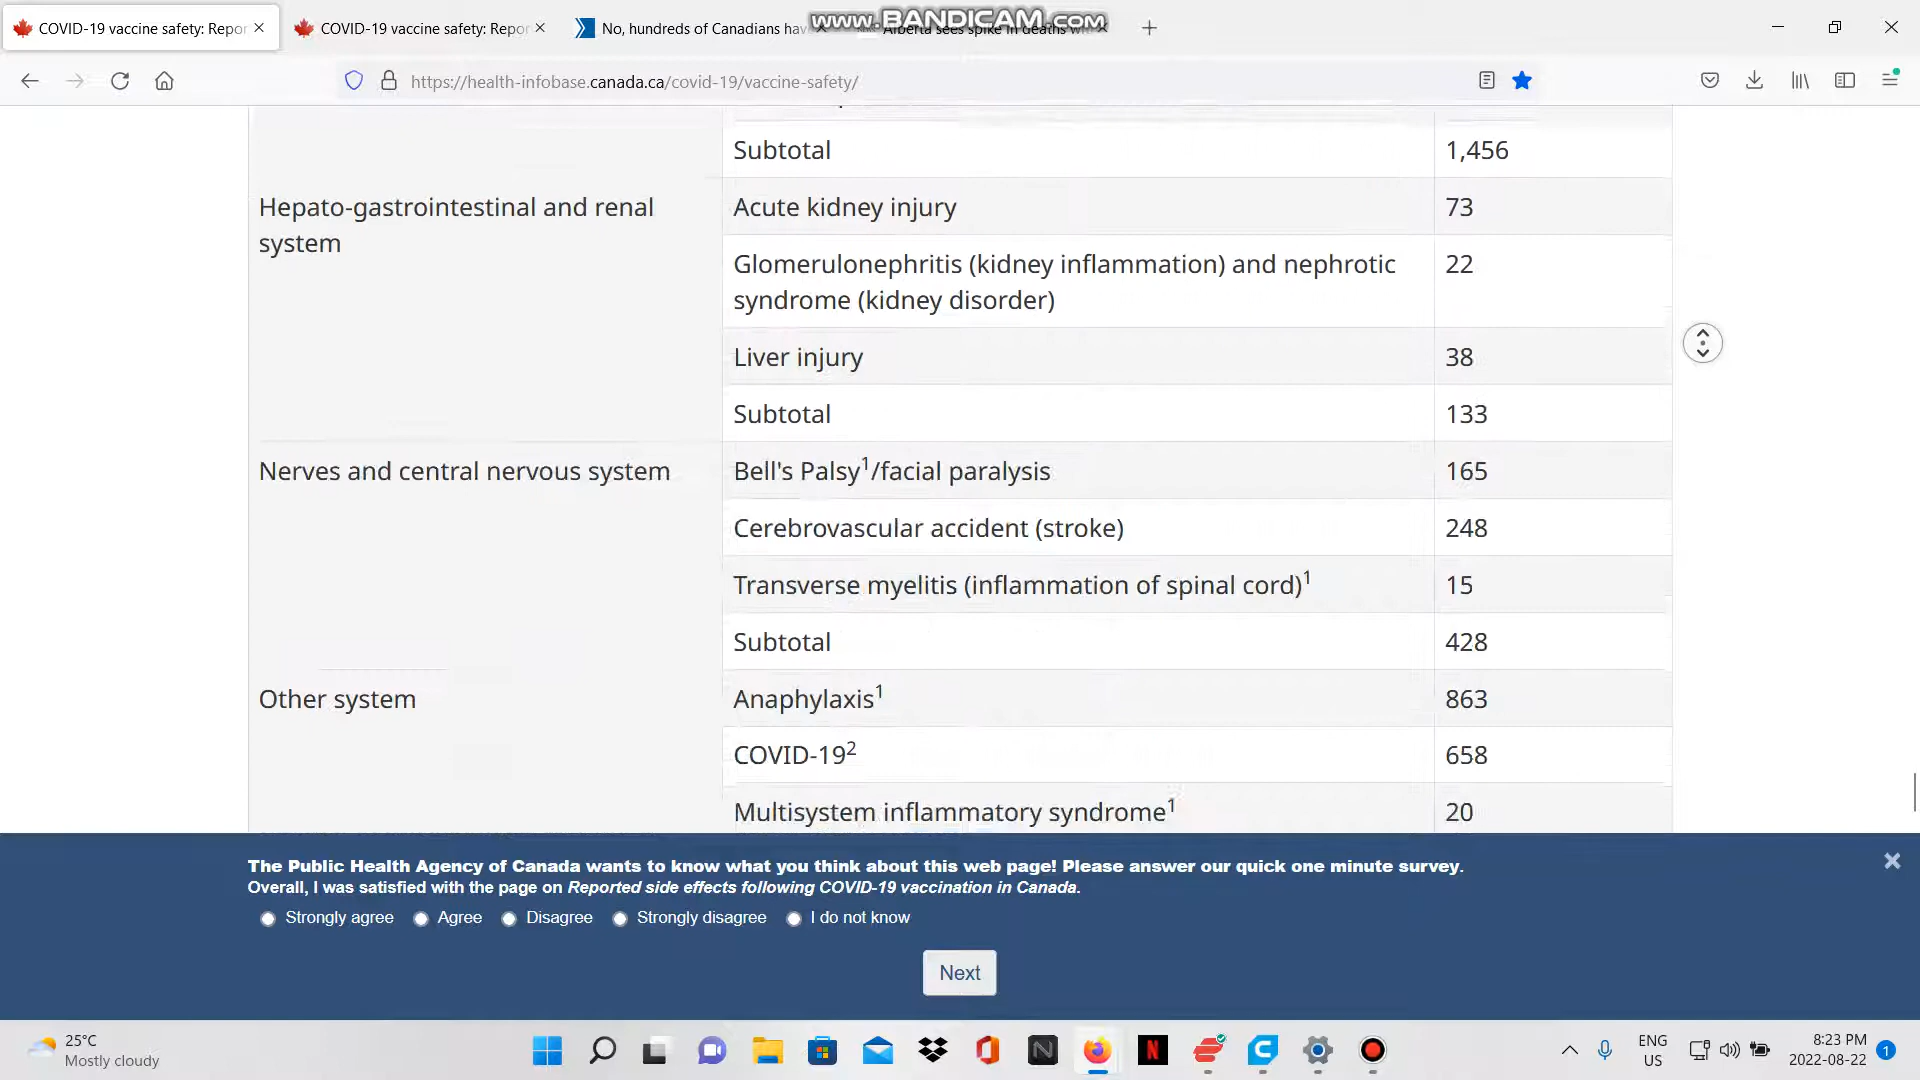 COVID-19 vaccine safety: Repor
COVID-19 vaccine safety: Repor
No, hundreds of Canadians hav
Alberta sees spike in deaths wi
www.BANDICAM.com
https://health-infobase.canada.ca/covid-19/vaccine-safety/
Subtotal 1,456
Hepato-gastrointestinal and renal system
Acute kidney injury 73
Glomerulonephritis (kidney inflammation) and nephrotic
syndrome (kidney disorder) 22
Liver injury 38
Subtotal 133
Nerves and central nervous system
Bell's Palsy1/facial paralysis 165
Cerebrovascular accident (stroke) 248
Transverse myelitis (inflammation of spinal cord)1 15
Subtotal 428
Other system
Anaphylaxis1 863
COVID-192 658
Multisystem inflammatory syndrome1 20
The Public Health Agency of Canada wants to know what you think about this web page! Please answer our quick one minute survey.
Overall, I was satisfied with the page on Reported side effects following COVID-19 vaccination in Canada.
Strongly agree Agree Disagree Strongly disagree I do not know
Next
25°C
Mostly cloudy
ENG
US
8:23 PM
2022-08-22
1